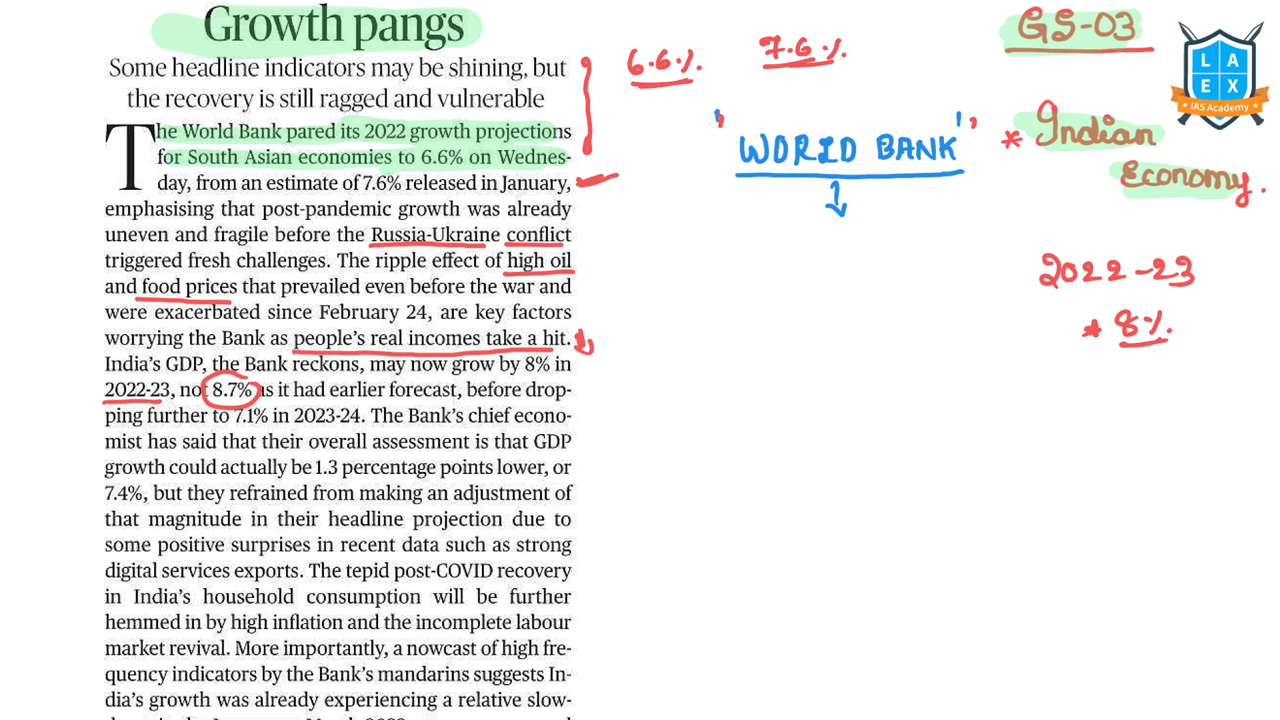 Growth pangs
Some headline indicators may be shining, but
the recovery is still ragged and vulnerable
The World Bank pared its 2022 growth projections
for South Asian economies to 6.6% on Wednes-
day, from an estimate of 7.6% released in January,
emphasising that post-pandemic growth was already
uneven and fragile before the Russia-Ukraine conflict
triggered fresh challenges. The ripple effect of high oil
and food prices that prevailed even before the war and
were exacerbated since February 24, are key factors
worrying the Bank as people's real incomes take a hit.
India's GDP, the Bank reckons, may now grow by 8% in
2022-23, not 8.7% as it had earlier forecast, before drop-
ping further to 7.1% in 2023-24. The Bank's chief econo-
mist has said that their overall assessment is that GDP
growth could actually be 1.3 percentage points lower, or
7.4%, but they refrained from making an adjustment of
that magnitude in their headline projection due to
some positive surprises in recent data such as strong
digital services exports. The tepid post-COVID recovery
in India's household consumption will be further
hemmed in by high inflation and the incomplete labour
market revival. More importantly, a nowcast of high fre-
quency indicators by the Bank's mandarins suggests In-
dia's growth was already experiencing a relative slow-
6.6%.
7.6%.
'WORLD BANK'
GS-03
* Indian
Economy.
2022-23
* 8%.
L A
E X
IAS Academy